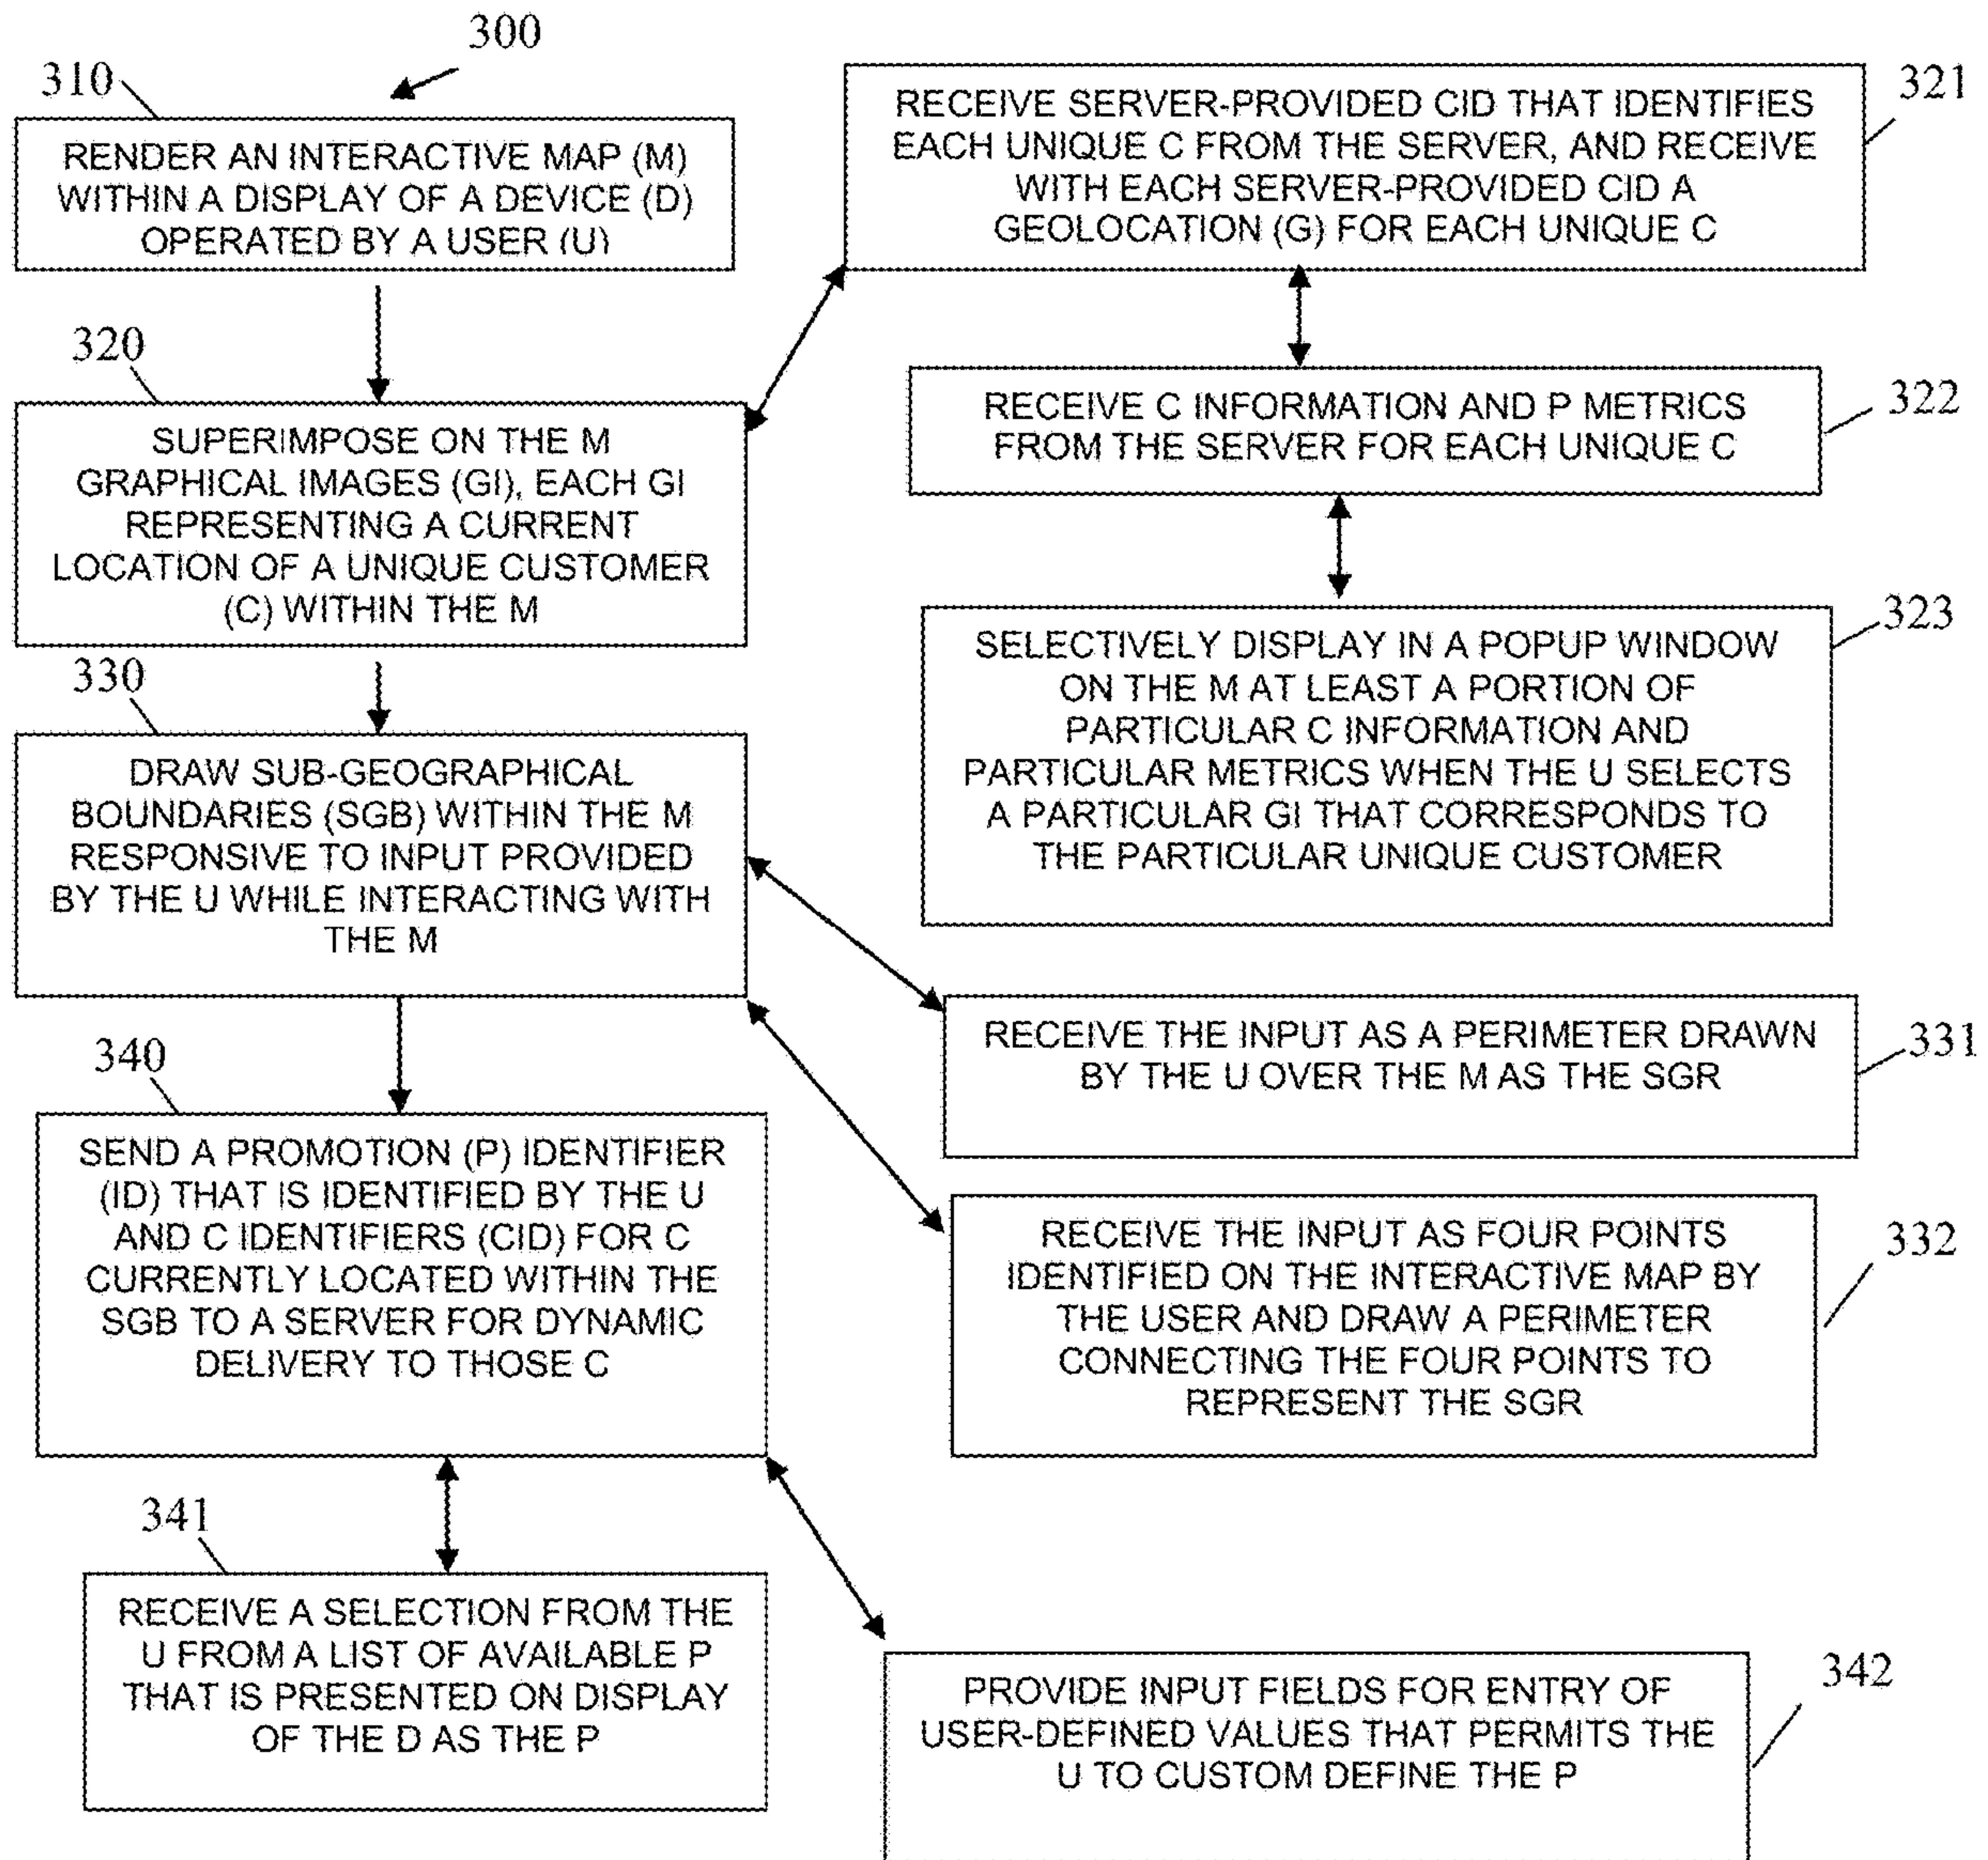 300
310
RENDER AN INTERACTIVE MAP (M)
WITHIN A DISPLAY OF A DEVICE (D)
OPERATED BY A USER (U)
320
SUPERIMPOSE ON THE M
GRAPHICAL IMAGES (GI), EACH GI
REPRESENTING A CURRENT
LOCATION OF A UNIQUE CUSTOMER
(C) WITHIN THE M
330
DRAW SUB-GEOGRAPHICAL
BOUNDARIES (SGB) WITHIN THE M
RESPONSIVE TO INPUT PROVIDED
BY THE U WHILE INTERACTING WITH
THE M
340
SEND A PROMOTION (P) IDENTIFIER
(ID) THAT IS IDENTIFIED BY THE U
AND C IDENTIFIERS (CID) FOR C
CURRENTLY LOCATED WITHIN THE
SGB TO A SERVER FOR DYNAMIC
DELIVERY TO THOSE C
341
RECEIVE A SELECTION FROM THE
U FROM A LIST OF AVAILABLE P
THAT IS PRESENTED ON DISPLAY
OF THE D AS THE P
321
RECEIVE SERVER-PROVIDED CID THAT IDENTIFIES
EACH UNIQUE C FROM THE SERVER, AND RECEIVE
WITH EACH SERVER-PROVIDED CID A
GEOLOCATION (G) FOR EACH UNIQUE C
322
RECEIVE C INFORMATION AND P METRICS
FROM THE SERVER FOR EACH UNIQUE C
323
SELECTIVELY DISPLAY IN A POPUP WINDOW
ON THE M AT LEAST A PORTION OF
PARTICULAR C INFORMATION AND
PARTICULAR METRICS WHEN THE U SELECTS
A PARTICULAR GI THAT CORRESPONDS TO
THE PARTICULAR UNIQUE CUSTOMER
331
RECEIVE THE INPUT AS A PERIMETER DRAWN
BY THE U OVER THE M AS THE SGR
332
RECEIVE THE INPUT AS FOUR POINTS
IDENTIFIED ON THE INTERACTIVE MAP BY
THE USER AND DRAW A PERIMETER
CONNECTING THE FOUR POINTS TO
REPRESENT THE SGR
342
PROVIDE INPUT FIELDS FOR ENTRY OF
USER-DEFINED VALUES THAT PERMITS THE
U TO CUSTOM DEFINE THE P